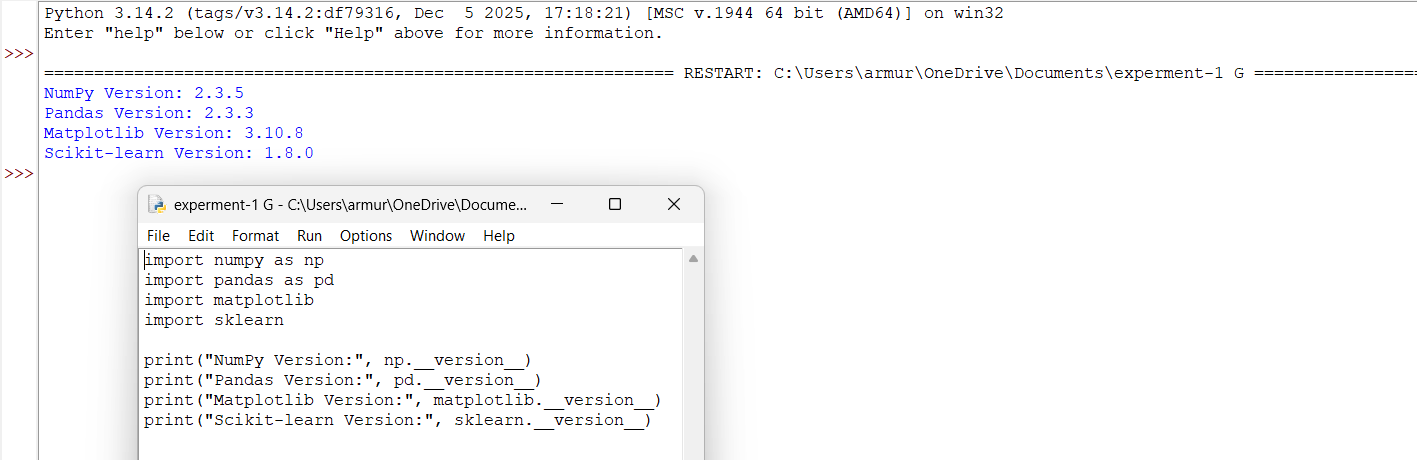 Python 3.14.2 (tags/v3.14.2:df79316, Dec  5 2025, 17:18:21) [MSC v.1944 64 bit (AMD64)] on win32
Enter "help" below or click "Help" above for more information.
>>>
=============================================================== RESTART: C:\Users\armur\OneDrive\Documents\experment-1 G =================
NumPy Version: 2.3.5
Pandas Version: 2.3.3
Matplotlib Version: 3.10.8
Scikit-learn Version: 1.8.0
>>>
experment-1 G - C:\Users\armur\OneDrive\Docume...
File Edit Format Run Options Window Help
import numpy as np
import pandas as pd
import matplotlib
import sklearn

print("NumPy Version:", np.__version__)
print("Pandas Version:", pd.__version__)
print("Matplotlib Version:", matplotlib.__version__)
print("Scikit-learn Version:", sklearn.__version__)